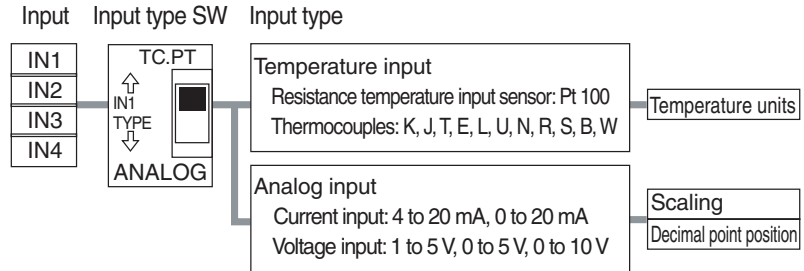 Input Input type SW Input type
IN1
IN2
IN3
IN4
TC.PT
IN1
TYPE
ANALOG
Temperature input
Resistance temperature input sensor: Pt 100
Thermocouples: K, J, T, E, L, U, N, R, S, B, W
Temperature units
Analog input
Current input: 4 to 20 mA, 0 to 20 mA
Voltage input: 1 to 5 V, 0 to 5 V, 0 to 10 V
Scaling
Decimal point position